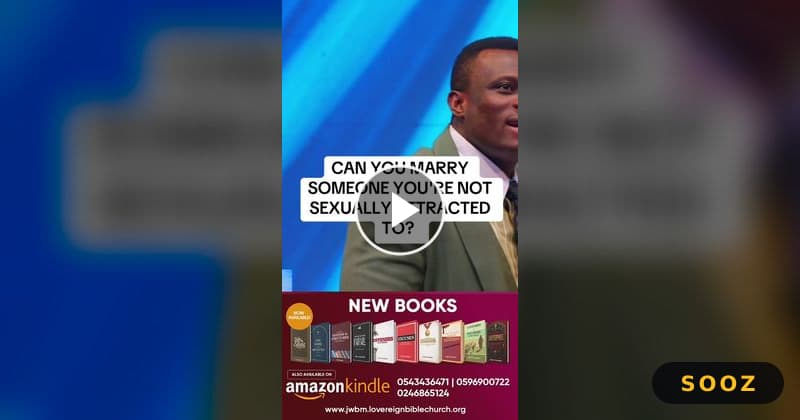 CAN YOU MARRY
SOMEONE YOU'RE NOT
SEXUALLY ATTRACTED
TO?
NEW BOOKS
NOW
AVAILABLE!
ALSO AVAILABLE ON
amazonkindle
0543436471 | 0596900722
0246865124
www.jwbm.lovereignbiblechurch.org
SOOZ